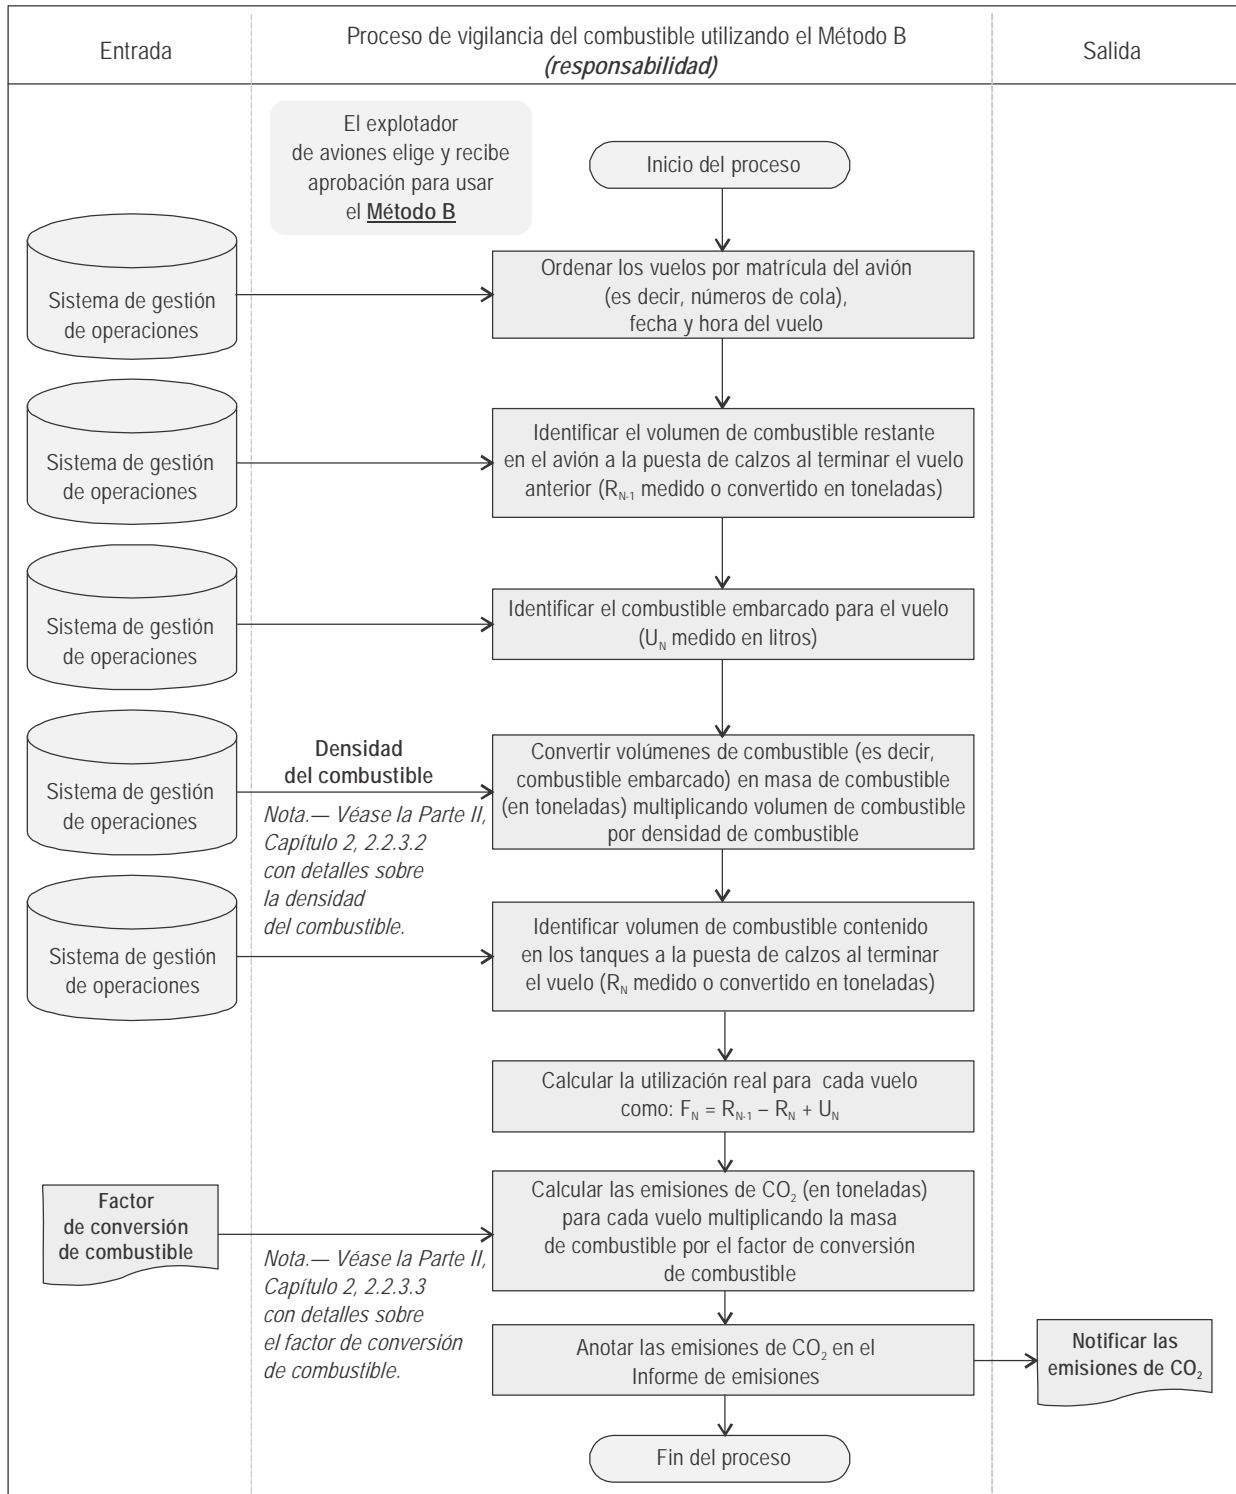 Entrada
Proceso de vigilancia del combustible utilizando el Método B
(responsabilidad)
Salida
El explotador
de aviones elige y recibe
aprobación para usar
el Método B
Inicio del proceso
Sistema de gestión
de operaciones
Ordenar los vuelos por matrícula del avión
(es decir, números de cola),
fecha y hora del vuelo
Sistema de gestión
de operaciones
Identificar el volumen de combustible restante
en el avión a la puesta de calzos al terminar el vuelo
anterior (R_N-1 medido o convertido en toneladas)
Sistema de gestión
de operaciones
Identificar el combustible embarcado para el vuelo
(U_N medido en litros)
Sistema de gestión
de operaciones
Densidad
del combustible
Nota.— Véase la Parte II,
Capítulo 2, 2.2.3.2
con detalles sobre
la densidad
del combustible.
Convertir volúmenes de combustible (es decir,
combustible embarcado) en masa de combustible
(en toneladas) multiplicando volumen de combustible
por densidad de combustible
Sistema de gestión
de operaciones
Identificar volumen de combustible contenido
en los tanques a la puesta de calzos al terminar
el vuelo (R_N medido o convertido en toneladas)
Calcular la utilización real para cada vuelo
como: F_N = R_N-1 – R_N + U_N
Factor
de conversión
de combustible
Nota.— Véase la Parte II,
Capítulo 2, 2.2.3.3
con detalles sobre
el factor de conversión
de combustible.
Calcular las emisiones de CO₂ (en toneladas)
para cada vuelo multiplicando la masa
de combustible por el factor de conversión
de combustible
Anotar las emisiones de CO₂ en el
Informe de emisiones
Notificar las
emisiones de CO₂
Fin del proceso